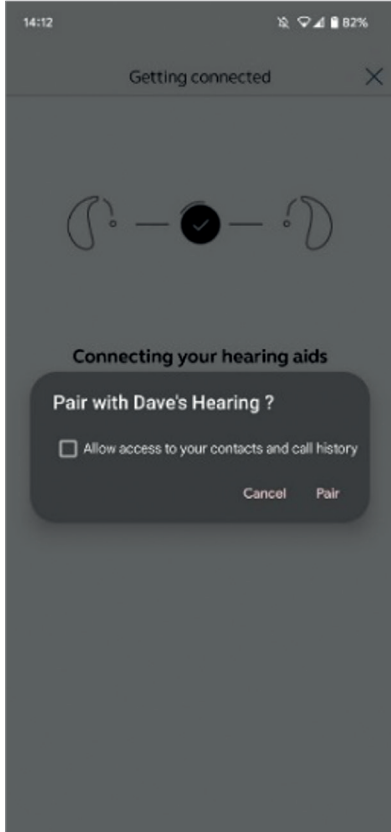 14:12
82%
Getting connected
Connecting your hearing aids
Pair with Dave's Hearing ?
Allow access to your contacts and call history
Cancel Pair